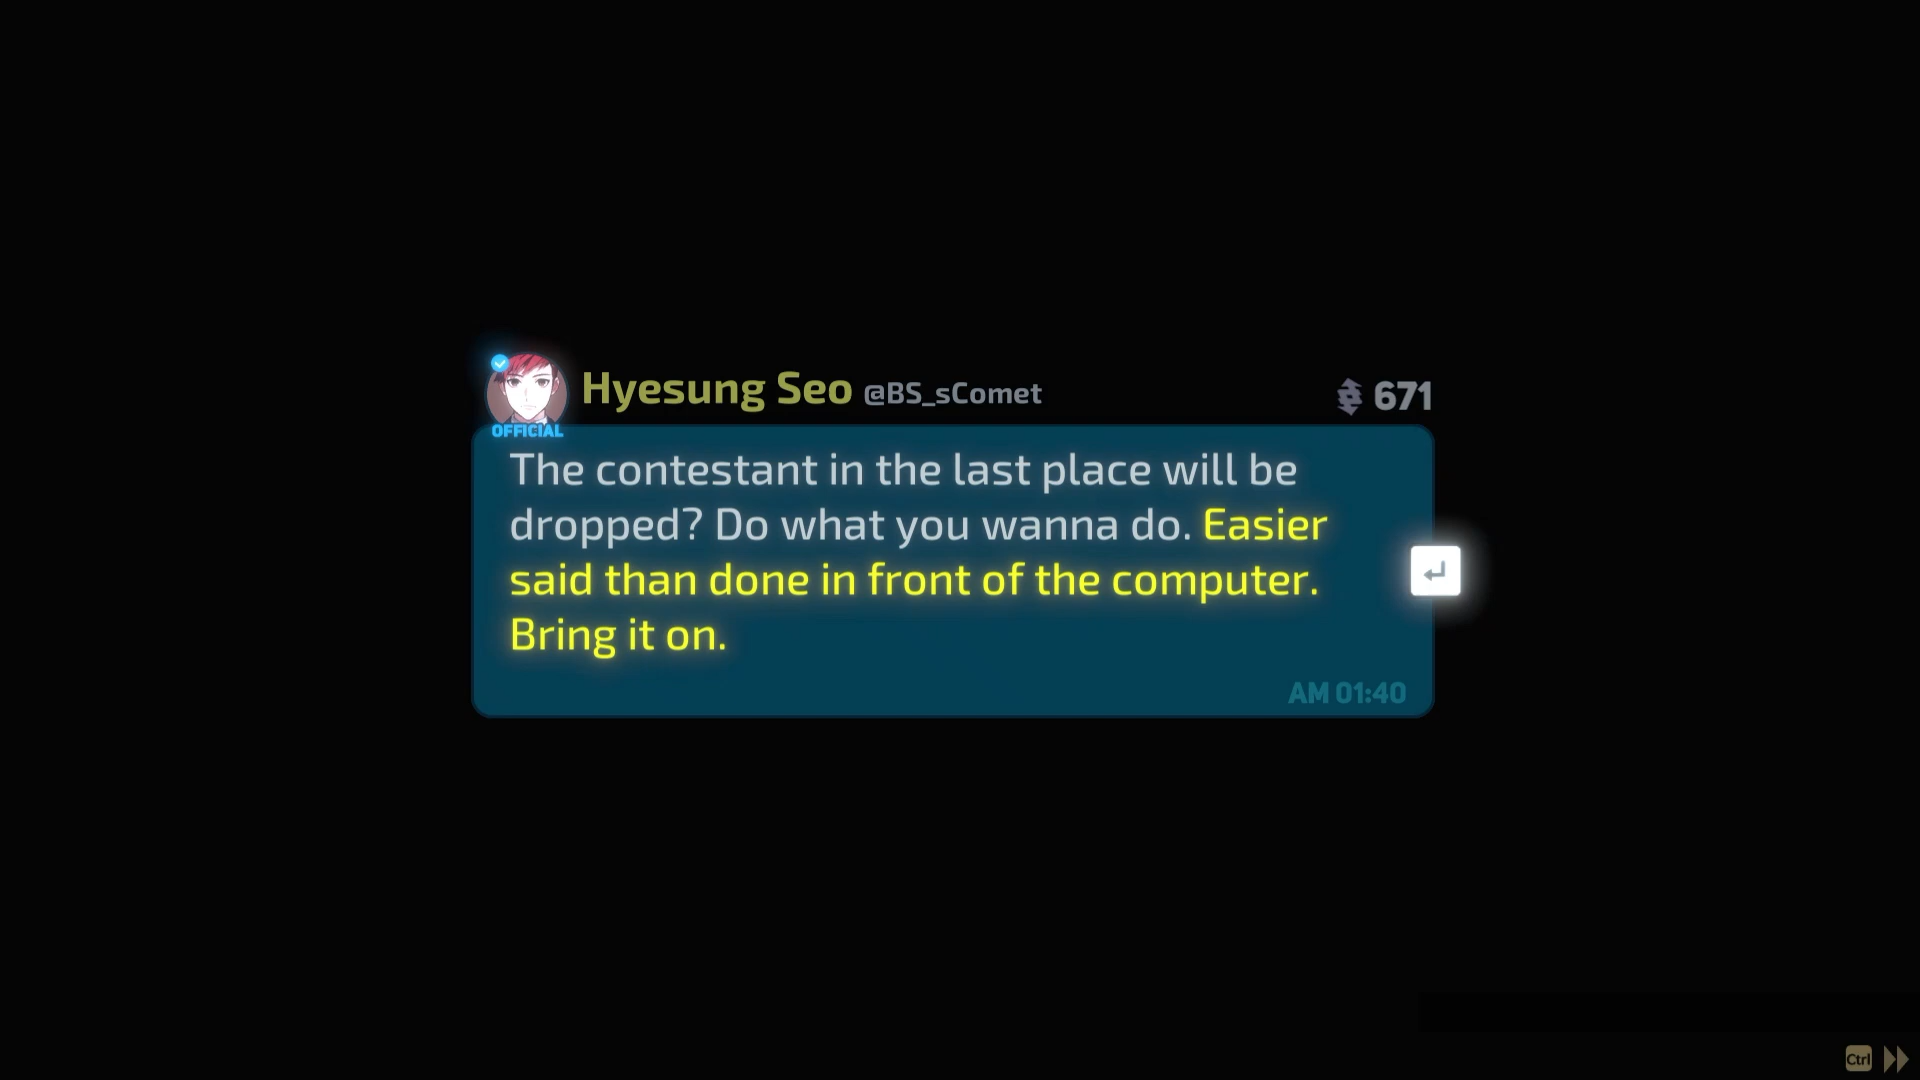 Hyesung Seo @BS_sComet 671
OFFICIAL
The contestant in the last place will be
dropped? Do what you wanna do. Easier
said than done in front of the computer.
Bring it on.
AM 01:40
Ctrl